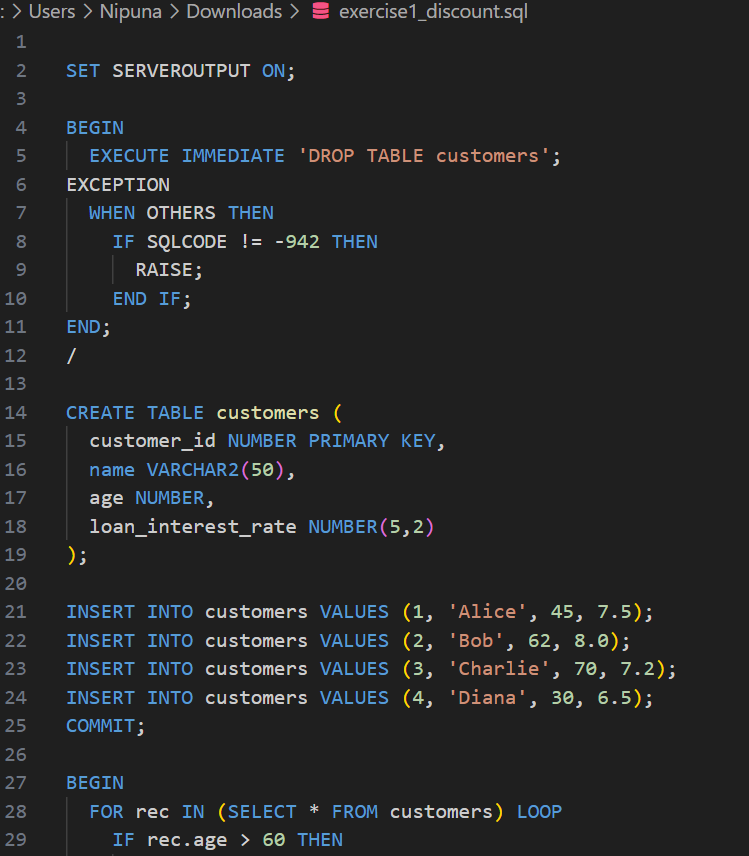 : > Users > Nipuna > Downloads > exercise1_discount.sql
1
2 SET SERVEROUTPUT ON;
3
4 BEGIN
5 EXECUTE IMMEDIATE 'DROP TABLE customers';
6 EXCEPTION
7 WHEN OTHERS THEN
8 IF SQLCODE != -942 THEN
9 RAISE;
10 END IF;
11 END;
12 /
13
14 CREATE TABLE customers (
15 customer_id NUMBER PRIMARY KEY,
16 name VARCHAR2(50),
17 age NUMBER,
18 loan_interest_rate NUMBER(5,2)
19 );
20
21 INSERT INTO customers VALUES (1, 'Alice', 45, 7.5);
22 INSERT INTO customers VALUES (2, 'Bob', 62, 8.0);
23 INSERT INTO customers VALUES (3, 'Charlie', 70, 7.2);
24 INSERT INTO customers VALUES (4, 'Diana', 30, 6.5);
25 COMMIT;
26
27 BEGIN
28 FOR rec IN (SELECT * FROM customers) LOOP
29 IF rec.age > 60 THEN